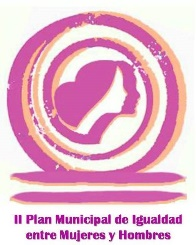 II Plan Municipal de Igualdad
entre Mujeres y Hombres